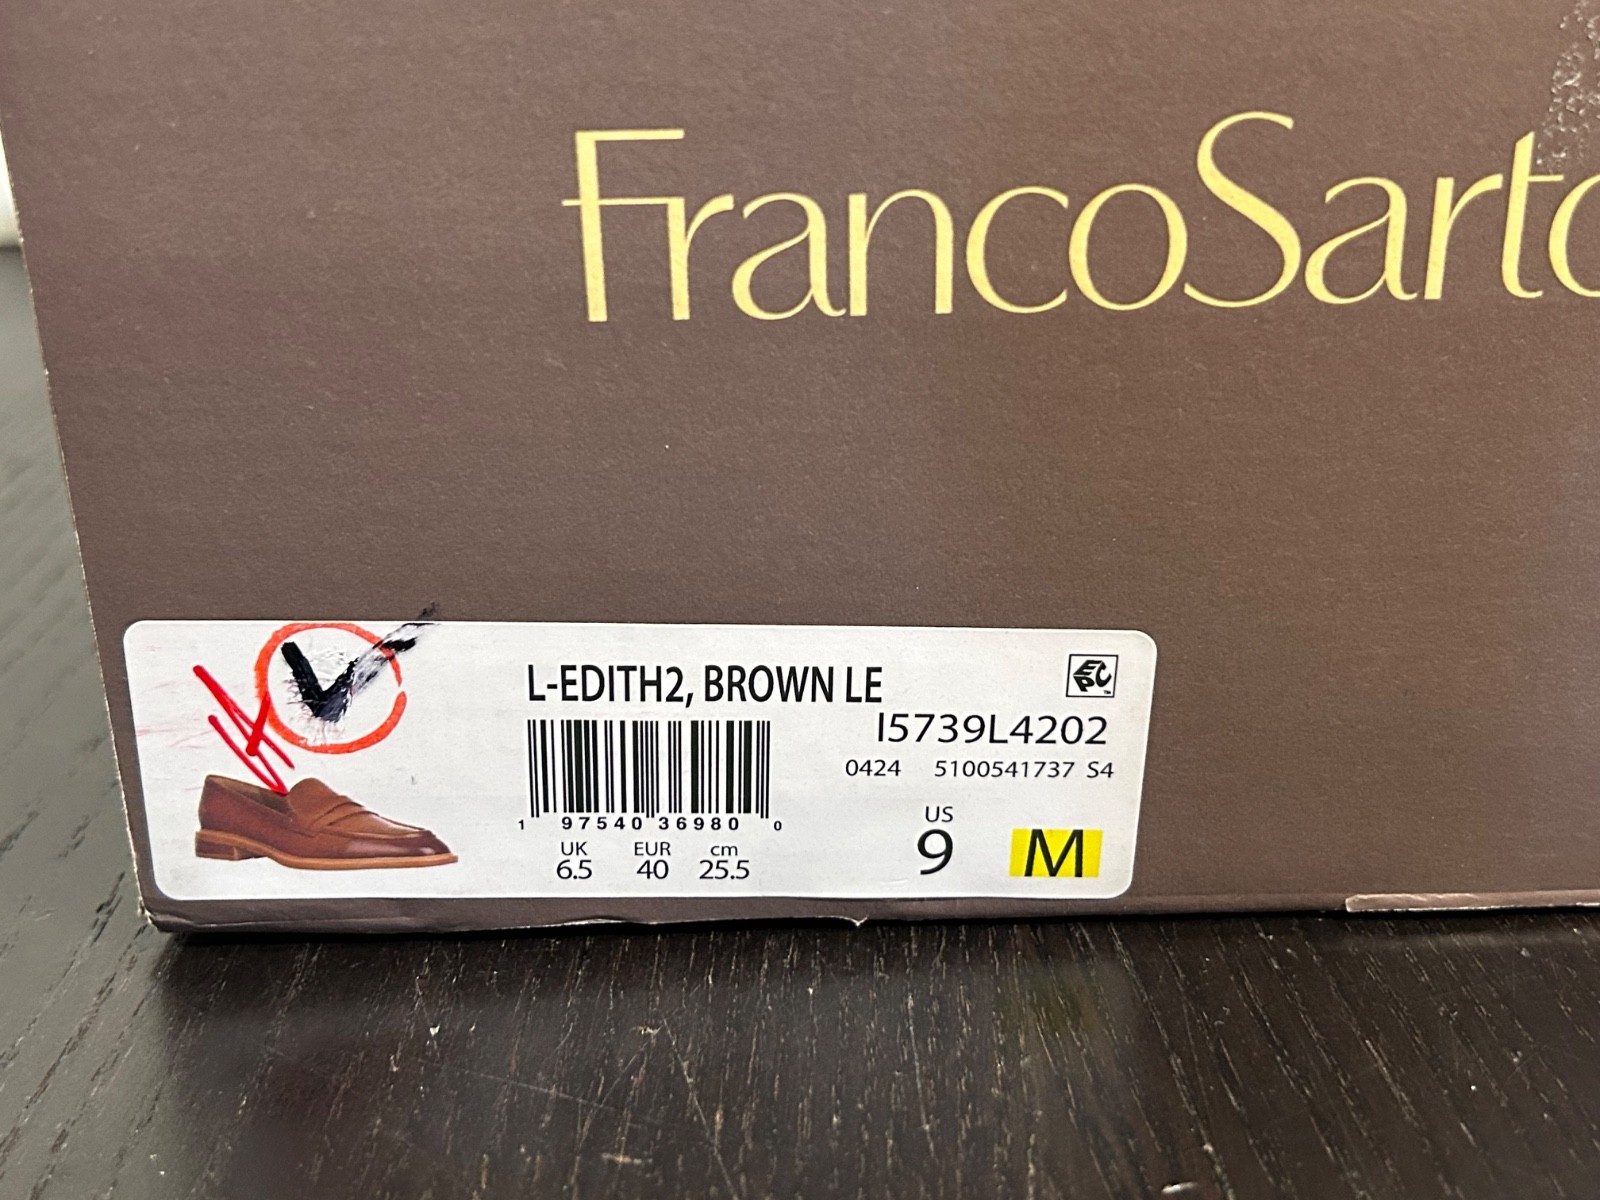 FrancoSarto
L-EDITH2, BROWN LE
I5739L4202
0424 5100541737 S4
1 97540 36980 0
UK EUR cm
6.5 40 25.5
US
9 M